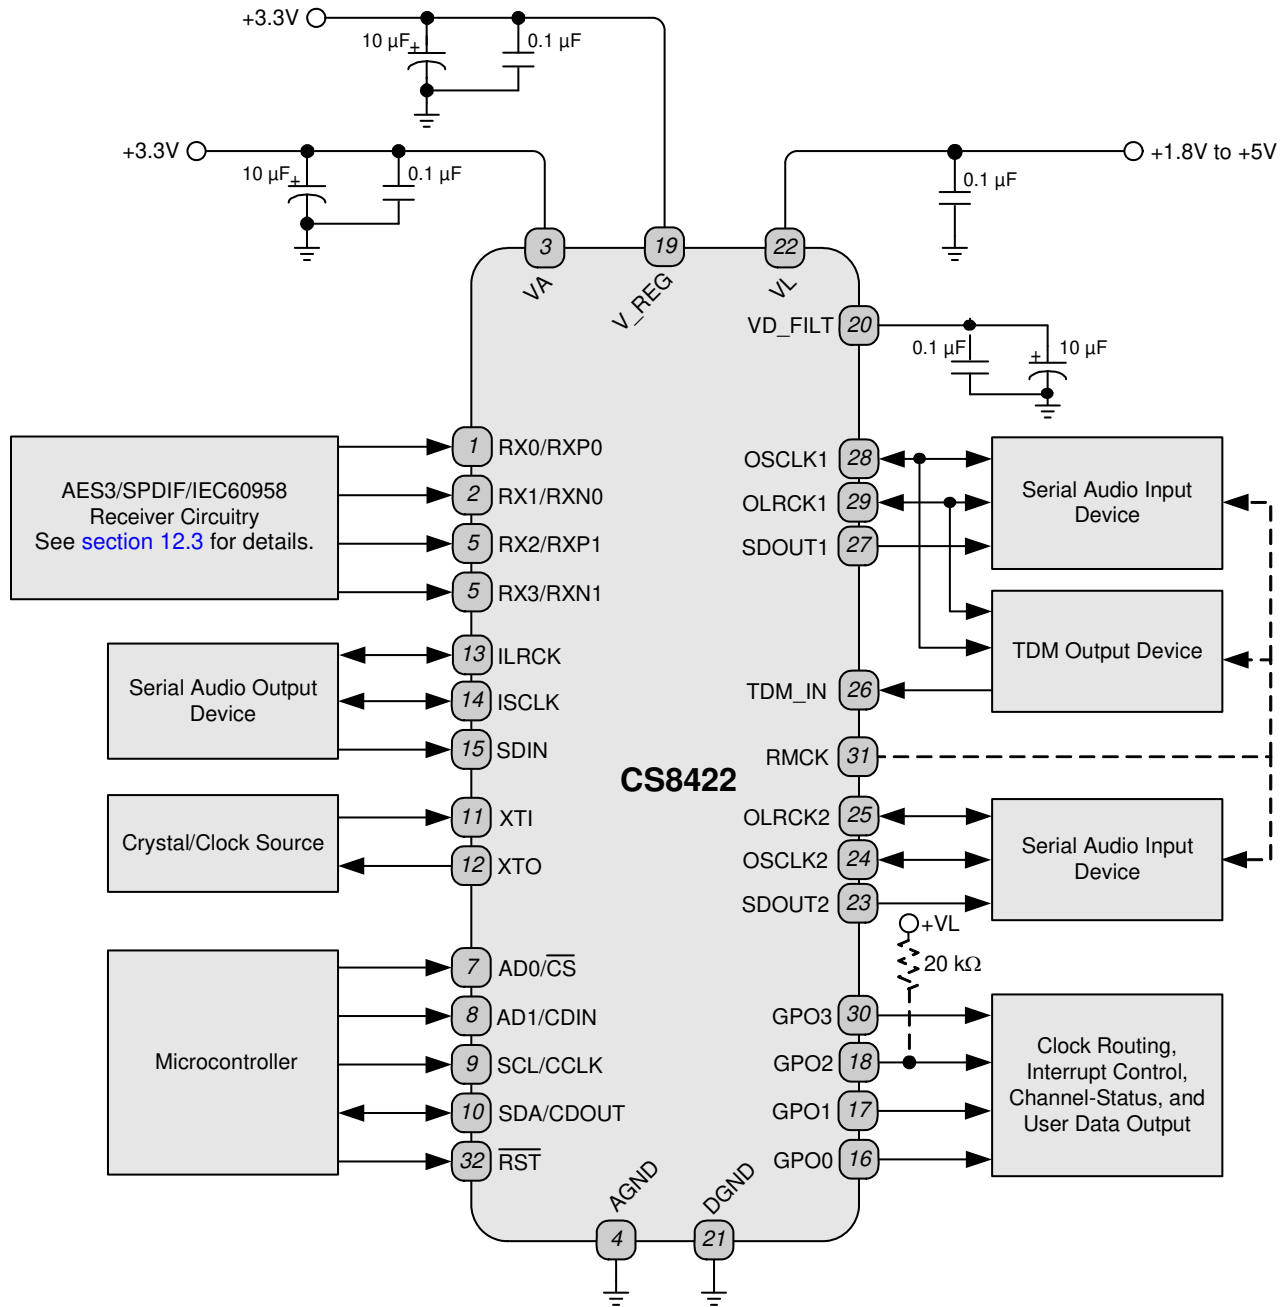 +3.3V
10 µF
+
0.1 µF
+3.3V
10 µF
+
0.1 µF
+1.8V to +5V
0.1 µF
3
19
22
VA
V_REG
VL
VD_FILT
20
0.1 µF
+
10 µF
AES3/SPDIF/IEC60958
Receiver Circuitry
See section 12.3 for details.
1
RX0/RXP0
2
RX1/RXN0
5
RX2/RXP1
5
RX3/RXN1
OSCLK1
28
OLRCK1
29
SDOUT1
27
Serial Audio Input
Device
Serial Audio Output
Device
13
ILRCK
14
ISCLK
15
SDIN
TDM_IN
26
TDM Output Device
RMCK
31
CS8422
Crystal/Clock Source
11
XTI
12
XTO
OLRCK2
25
OSCLK2
24
SDOUT2
23
Serial Audio Input
Device
+VL
20 kΩ
Microcontroller
7
AD0/C̅S̅
8
AD1/CDIN
9
SCL/CCLK
10
SDA/CDOUT
32
R̅S̅T̅
GPO3
30
GPO2
18
GPO1
17
GPO0
16
Clock Routing,
Interrupt Control,
Channel-Status, and
User Data Output
AGND
DGND
4
21